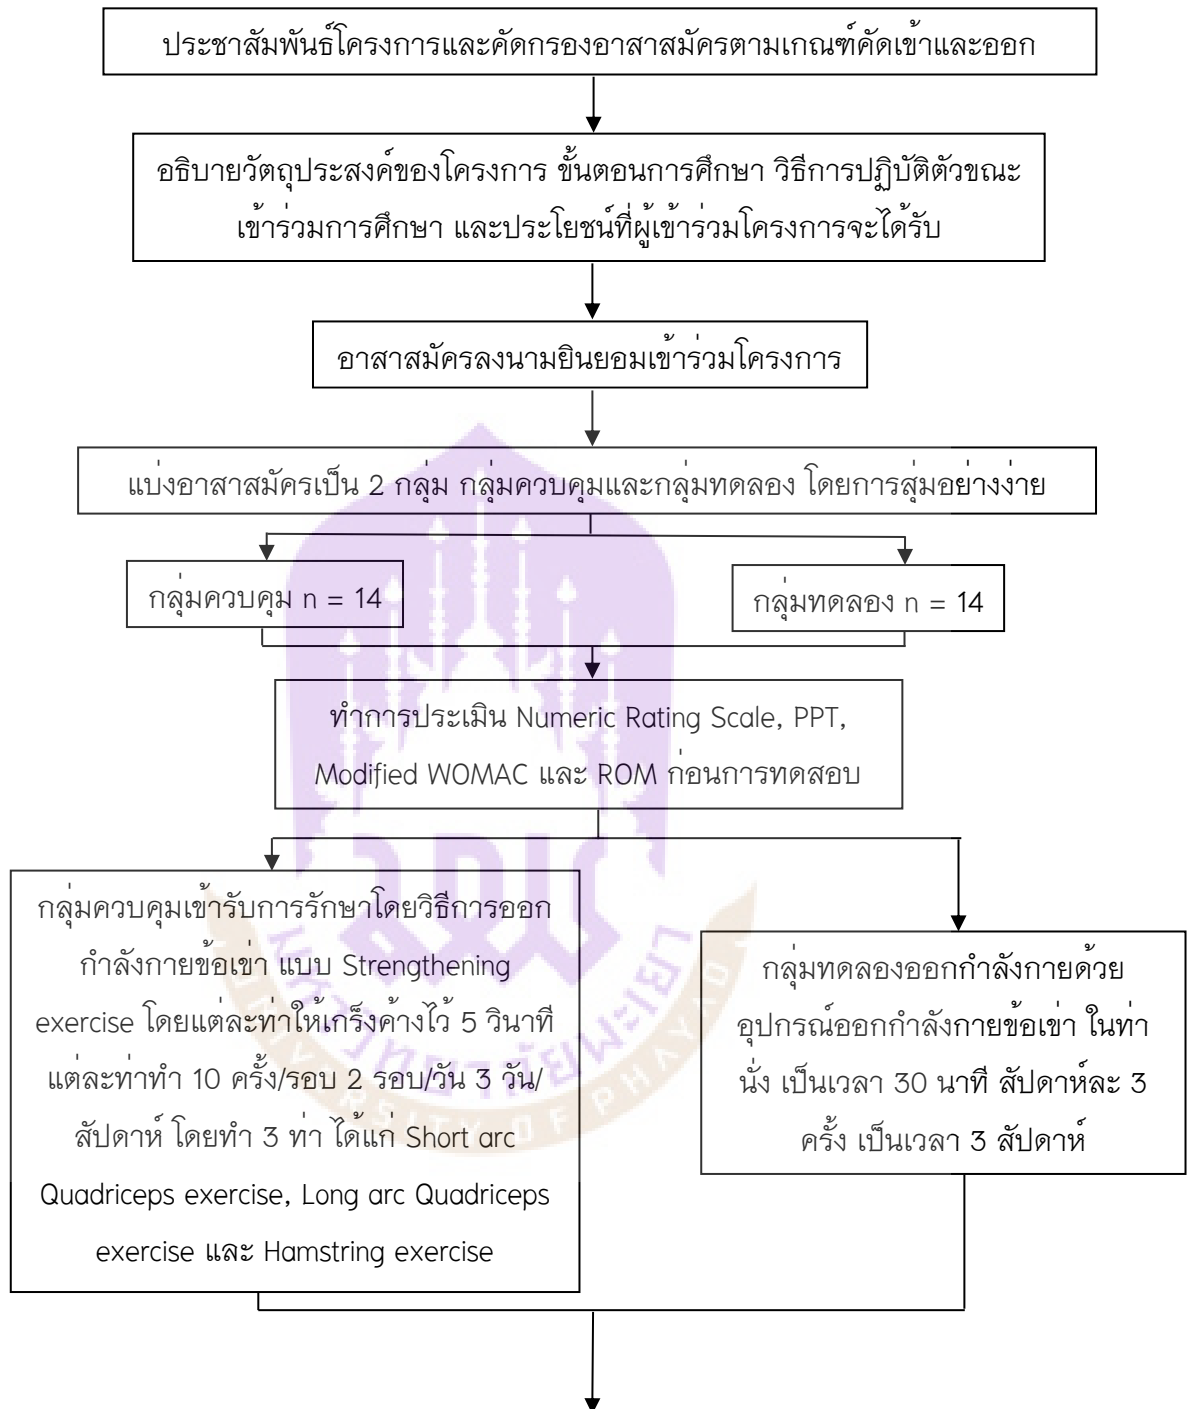 ประชาสัมพันธ์โครงการและคัดกรองอาสาสมัครตามเกณฑ์คัดเข้าและออก
อธิบายวัตถุประสงค์ของโครงการ ขั้นตอนการศึกษา วิธีการปฏิบัติตัวขณะ
เข้าร่วมการศึกษา และประโยชน์ที่ผู้เข้าร่วมโครงการจะได้รับ
อาสาสมัครลงนามยินยอมเข้าร่วมโครงการ
แบ่งอาสาสมัครเป็น 2 กลุ่ม กลุ่มควบคุมและกลุ่มทดลอง โดยการสุ่มอย่างง่าย
กลุ่มควบคุม n = 14
กลุ่มทดลอง n = 14
ทำการประเมิน Numeric Rating Scale, PPT,
Modified WOMAC และ ROM ก่อนการทดสอบ
กลุ่มควบคุมเข้ารับการรักษาโดยวิธีการออก
กำลังกายข้อเข่า แบบ Strengthening
exercise โดยแต่ละท่าให้เกร็งค้างไว้ 5 วินาที
แต่ละท่าทำ 10 ครั้ง/รอบ 2 รอบ/วัน 3 วัน/
สัปดาห์ โดยทำ 3 ท่า ได้แก่ Short arc
Quadriceps exercise, Long arc Quadriceps
exercise และ Hamstring exercise
กลุ่มทดลองออกกำลังกายด้วย
อุปกรณ์ออกกำลังกายข้อเข่า ในท่า
นั่ง เป็นเวลา 30 นาที สัปดาห์ละ 3
ครั้ง เป็นเวลา 3 สัปดาห์
มหาวิทยาลัยพะเยา
UNIVERSITY OF PHAYAO